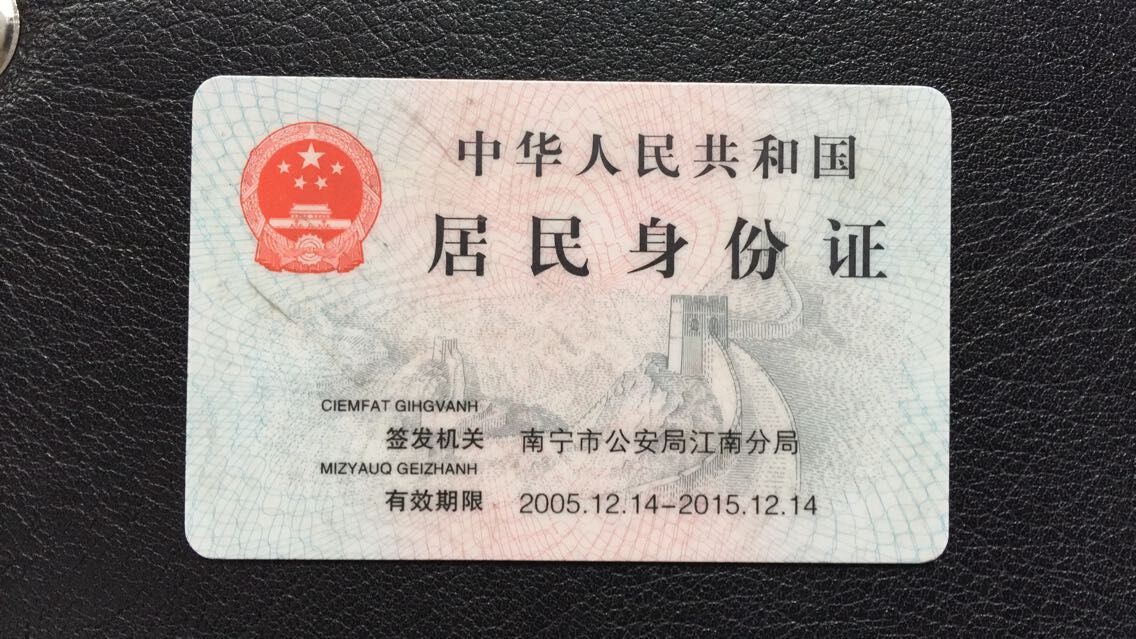 中华人民共和国
居民身份证
CIEMFAT GIHGVANH
签发机关 南宁市公安局江南分局
MIZYAUQ GEIZHANH
有效期限 2005.12.14-2015.12.14